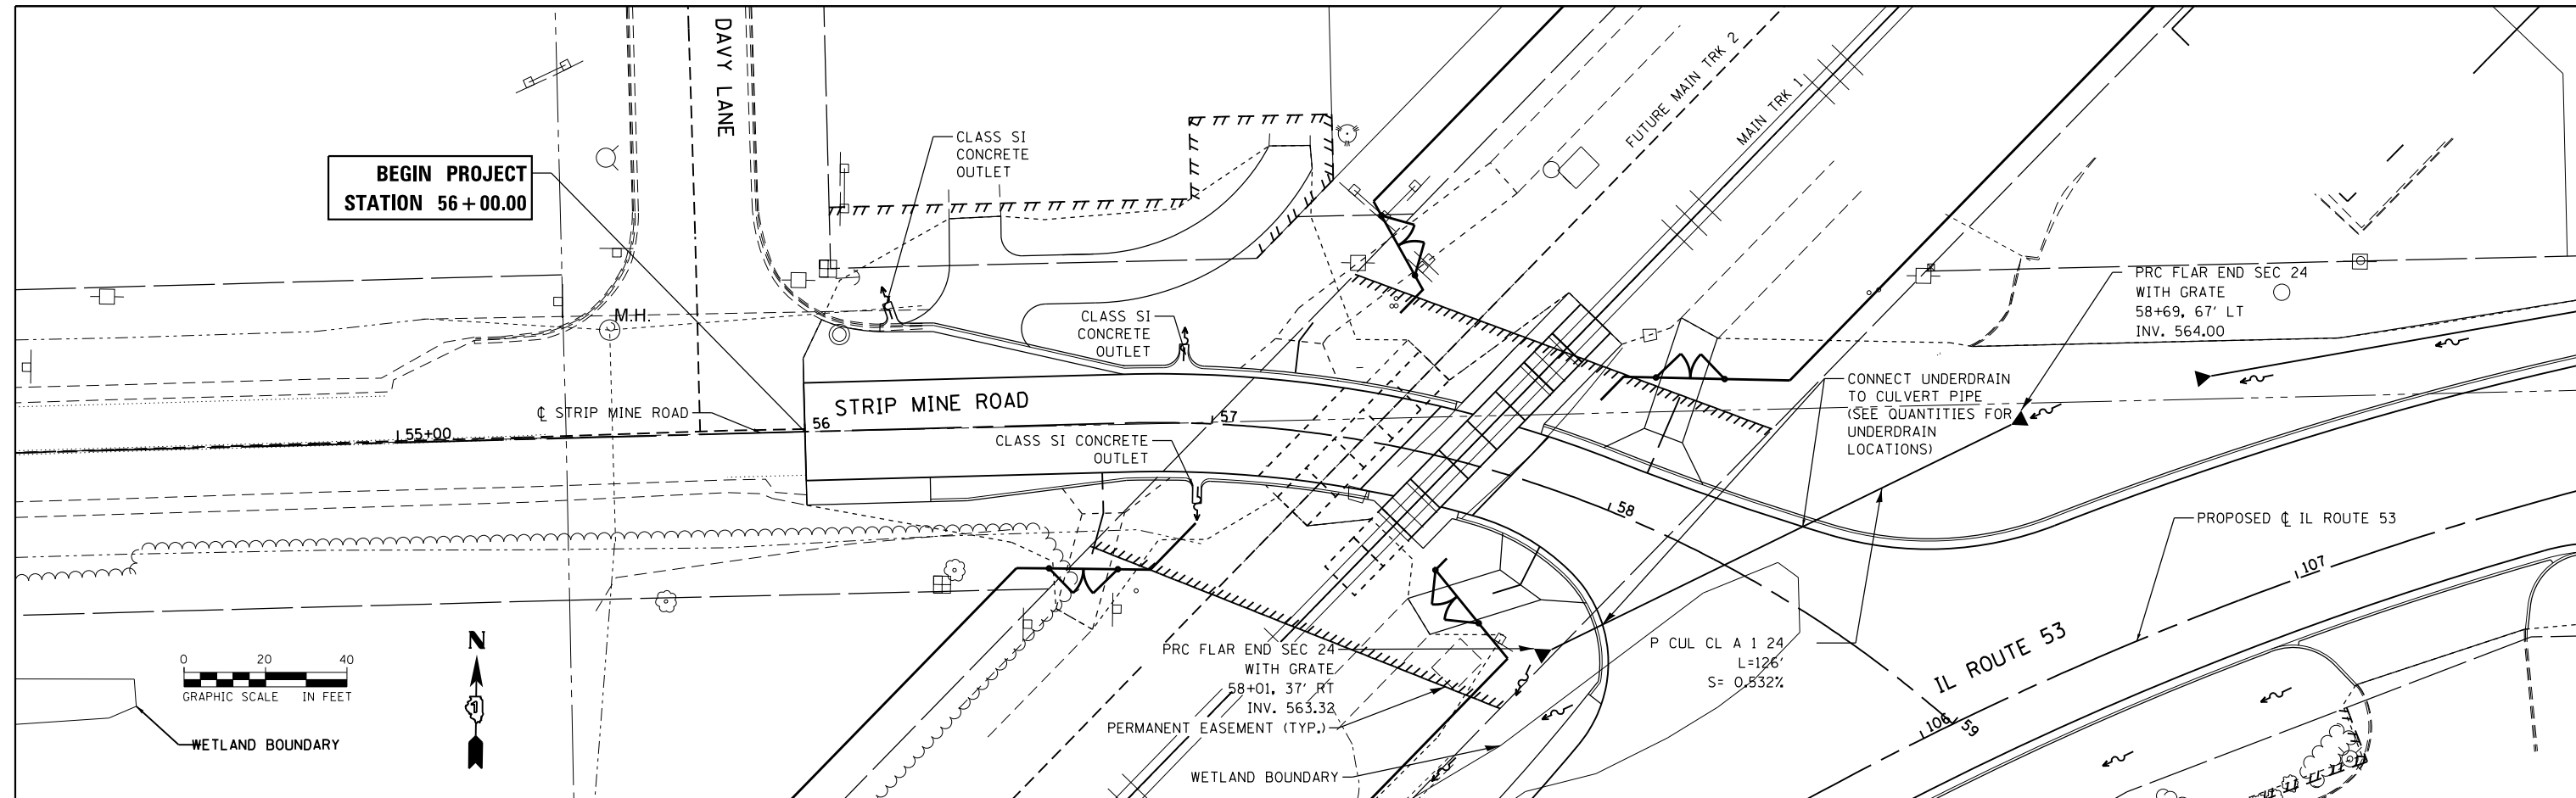 DAVY LANE
BEGIN PROJECT
STATION 56+00.00
CLASS SI
CONCRETE
OUTLET
FUTURE MAIN TRK 2
MAIN TRK 1
M.H.
CLASS SI
CONCRETE
OUTLET
PRC FLAR END SEC 24
WITH GRATE
58+69, 67' LT
INV. 564.00
CONNECT UNDERDRAIN
TO CULVERT PIPE
(SEE QUANTITIES FOR
UNDERDRAIN
LOCATIONS)
℄ STRIP MINE ROAD
STRIP MINE ROAD
55+00
56
57
58
CLASS SI CONCRETE
OUTLET
PROPOSED ℄ IL ROUTE 53
107
N
0 20 40
GRAPHIC SCALE IN FEET
WETLAND BOUNDARY
PRC FLAR END SEC 24
WITH GRATE
58+01, 37' RT
INV. 563.32
PERMANENT EASEMENT (TYP.)
WETLAND BOUNDARY
P CUL CL A 1 24
L=126'
S= 0.532%
IL ROUTE 53
106
59